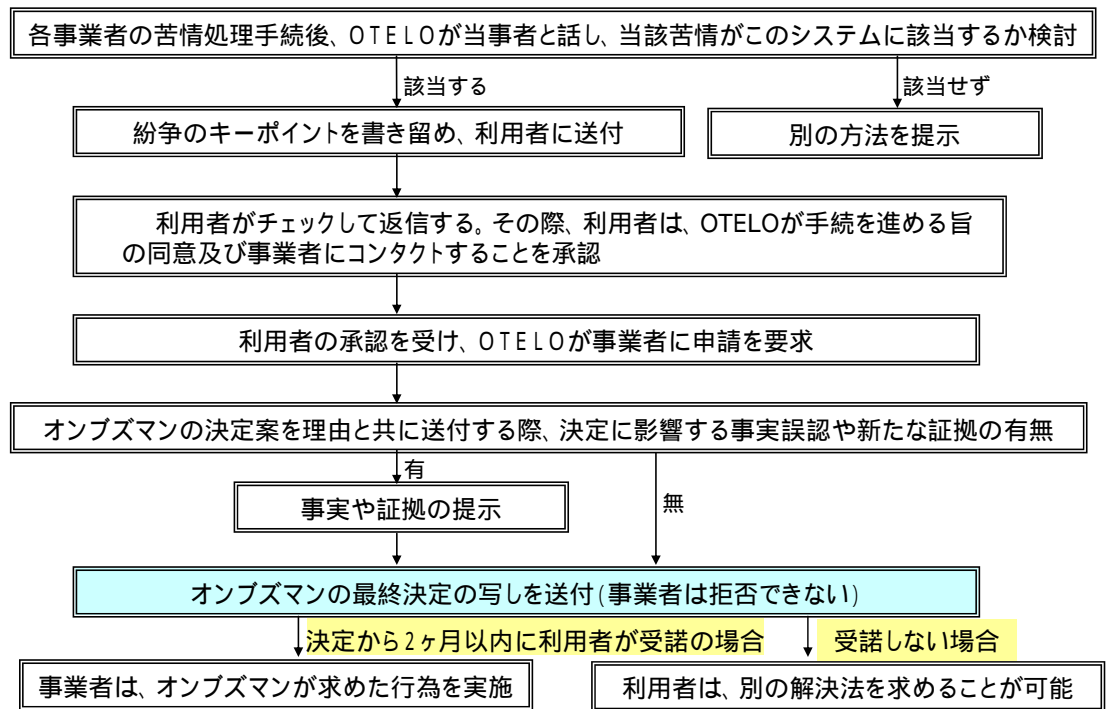 各事業者の苦情処理手続後、OTELOが当事者と話し、当該苦情がこのシステムに該当するか検討
該当する
該当せず
紛争のキーポイントを書き留め、利用者に送付
別の方法を提示
利用者がチェックして返信する。その際、利用者は、OTELOが手続を進める旨
の同意及び事業者にコンタクトすることを承認
利用者の承認を受け、OTELOが事業者に申請を要求
オンブズマンの決定案を理由と共に送付する際、決定に影響する事実誤認や新たな証拠の有無
有
無
事実や証拠の提示
オンブズマンの最終決定の写しを送付(事業者は拒否できない)
決定から2ヶ月以内に利用者が受諾の場合
受諾しない場合
事業者は、オンブズマンが求めた行為を実施
利用者は、別の解決法を求めることが可能